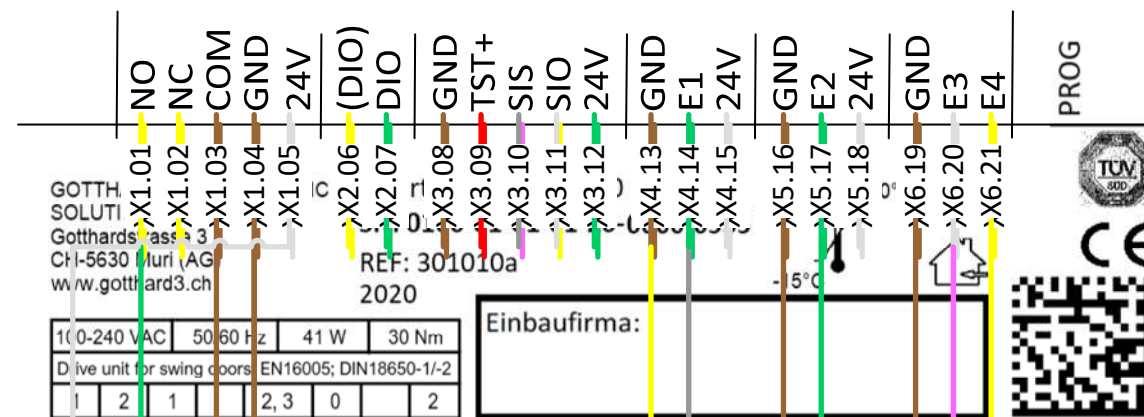 NO NC COM GND 24V (DIO) DIO GND TST+ SIS SIO 24V GND E1 24V GND E2 24V GND E3 E4 PROG
X1.01 X1.02 X1.03 X1.04 X1.05 X2.06 X2.07 X3.08 X3.09 X3.10 X3.11 X3.12 X4.13 X4.14 X4.15 X5.16 X5.17 X5.18 X6.19 X6.20 X6.21
TÜV
SÜD
GOTTH
SOLUTI
Gotthardstrasse 3
CH-5630 Muri (AG)
www.gotthard3.ch
REF: 301010a
2020
-15°C
CE
Einbaufirma:
100-240 VAC 50/60 Hz 41 W 30 Nm
Drive unit for swing doors EN16005; DIN18650-1/-2
1 2 1 2, 3 0 2